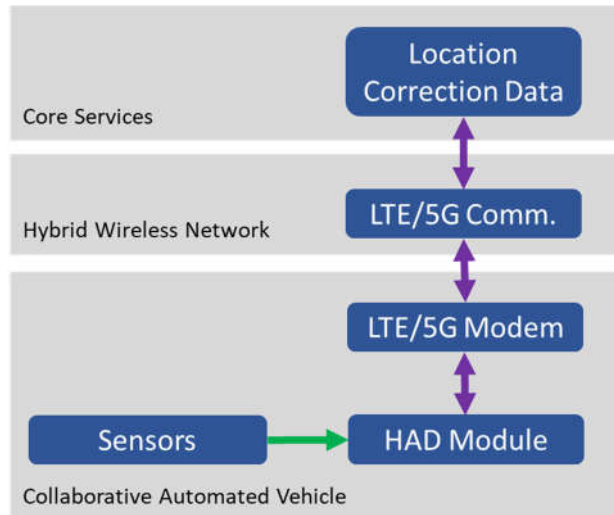 Location
Correction Data
Core Services
LTE/5G Comm.
Hybrid Wireless Network
LTE/5G Modem
Sensors
HAD Module
Collaborative Automated Vehicle